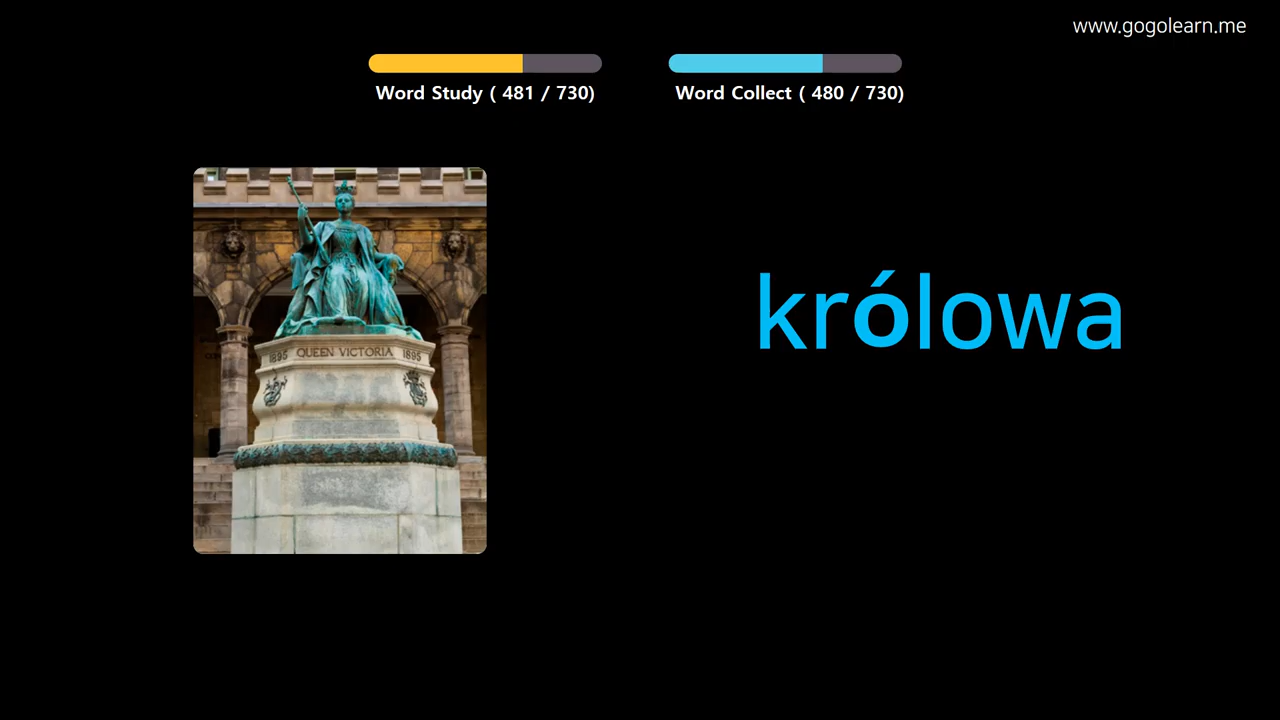 www.gogolearn.me
Word Study ( 481 / 730)
Word Collect ( 480 / 730)
królowa
1895 QUEEN VICTORIA 1895